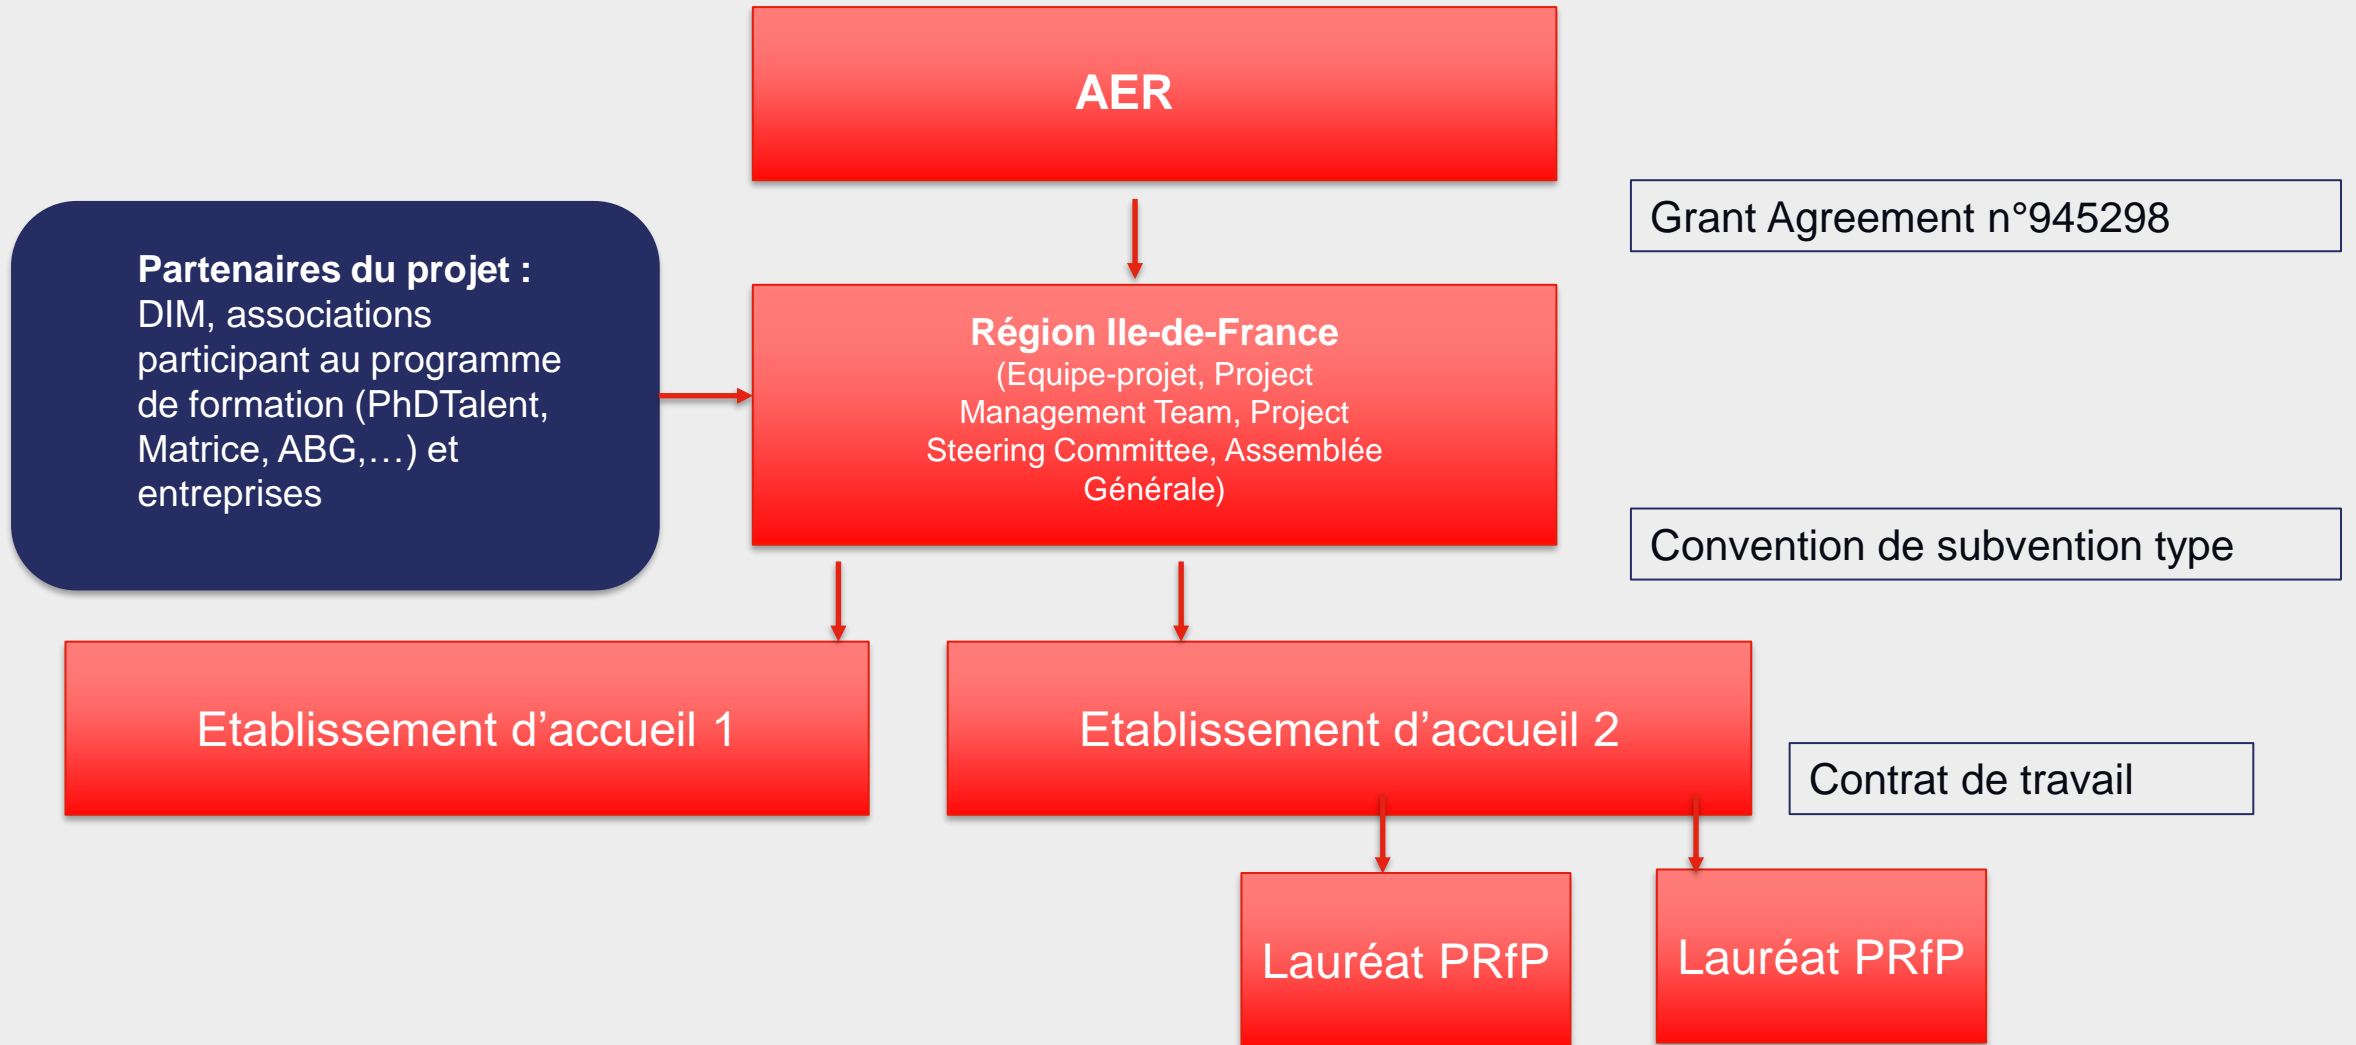 AER
Grant Agreement n°945298
Partenaires du projet :
DIM, associations
participant au programme
de formation (PhDTalent,
Matrice, ABG,…) et
entreprises
Région Ile-de-France
(Equipe-projet, Project
Management Team, Project
Steering Committee, Assemblée
Générale)
Convention de subvention type
Etablissement d’accueil 1
Etablissement d’accueil 2
Contrat de travail
Lauréat PRfP
Lauréat PRfP